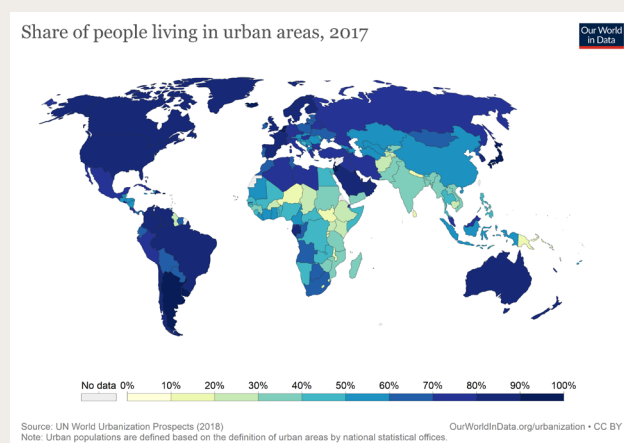 Share of people living in urban areas, 2017
Our World
in Data
No data 0% 10% 20% 30% 40% 50% 60% 70% 80% 90% 100%
Source: UN World Urbanization Prospects (2018)
OurWorldInData.org/urbanization • CC BY
Note: Urban populations are defined based on the definition of urban areas by national statistical offices.